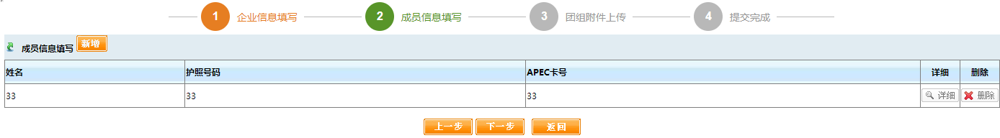 1 企业信息填写 2 成员信息填写 3 团组附件上传 4 提交完成
成员信息填写 新增
姓名 护照号码 APEC卡号 详细 删除
33 33 33 详细 删除
上一步 下一步 返回